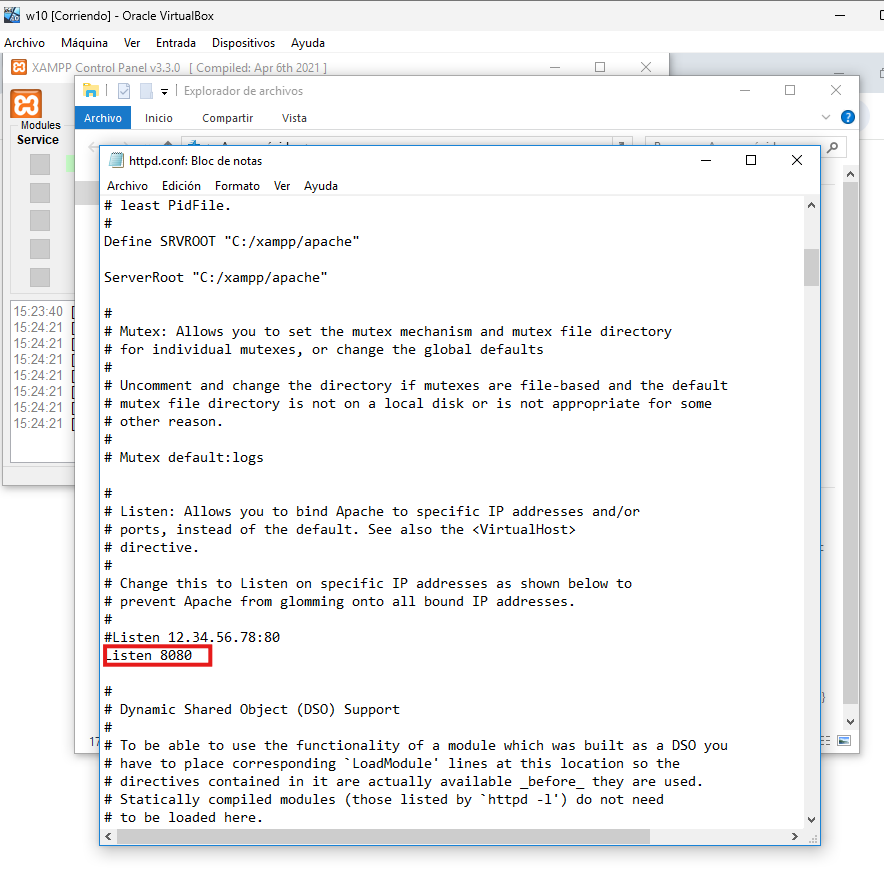 w10 [Corriendo] - Oracle VirtualBox
Archivo Máquina Ver Entrada Dispositivos Ayuda
XAMPP Control Panel v3.3.0 [ Compiled: Apr 6th 2021 ]
Explorador de archivos
Archivo Inicio Compartir Vista
Modules
Service
httpd.conf: Bloc de notas
Archivo Edición Formato Ver Ayuda
# least PidFile.
#
Define SRVROOT "C:/xampp/apache"
ServerRoot "C:/xampp/apache"
#
# Mutex: Allows you to set the mutex mechanism and mutex file directory
# for individual mutexes, or change the global defaults
#
# Uncomment and change the directory if mutexes are file-based and the default
# mutex file directory is not on a local disk or is not appropriate for some
# other reason.
#
# Mutex default:logs
#
# Listen: Allows you to bind Apache to specific IP addresses and/or
# ports, instead of the default. See also the <VirtualHost>
# directive.
#
# Change this to Listen on specific IP addresses as shown below to
# prevent Apache from glomming onto all bound IP addresses.
#
#Listen 12.34.56.78:80
Listen 8080
#
# Dynamic Shared Object (DSO) Support
#
# To be able to use the functionality of a module which was built as a DSO you
# have to place corresponding `LoadModule' lines at this location so the
# directives contained in it are actually available _before_ they are used.
# Statically compiled modules (those listed by `httpd -l') do not need
# to be loaded here.
15:23:40 [
15:24:21 [
15:24:21 [
15:24:21 [
15:24:21 [
15:24:21 [
15:24:21 [
15:24:21 [
17